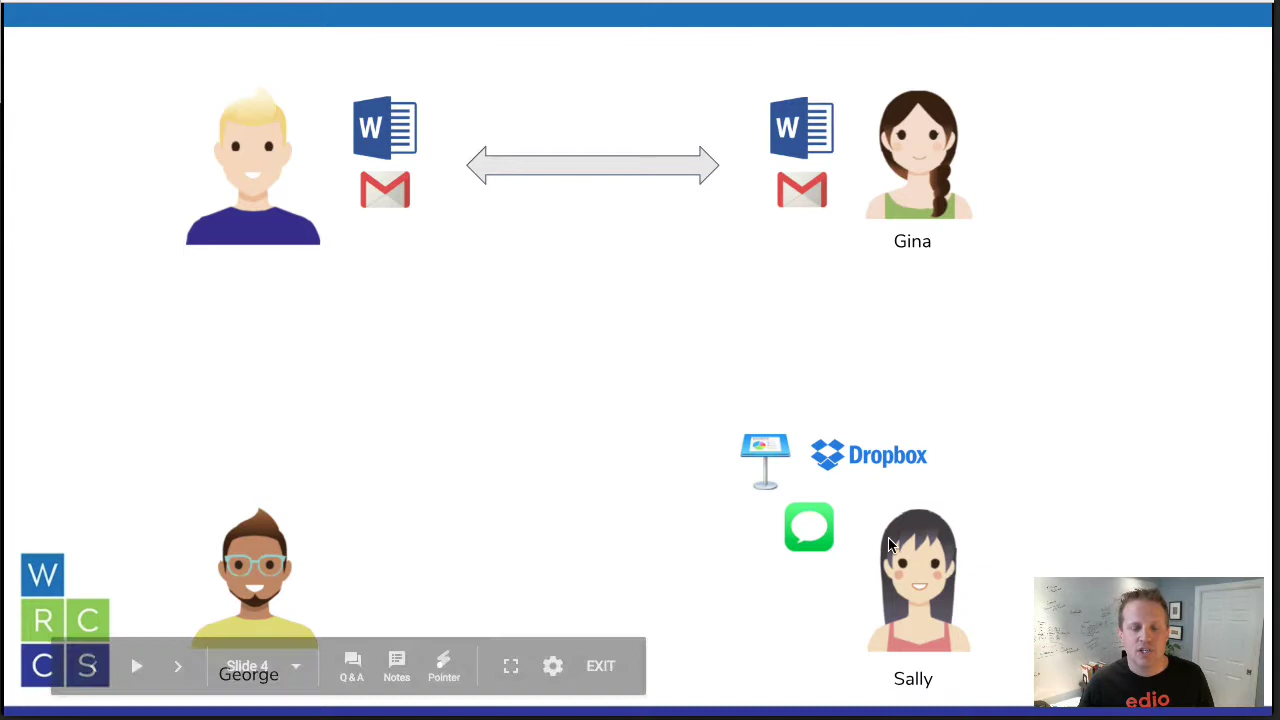 W
W
Gina
Dropbox
W
R C
C S
Slide 4
Q & A
Notes
Pointer
EXIT
George
Sally
edio